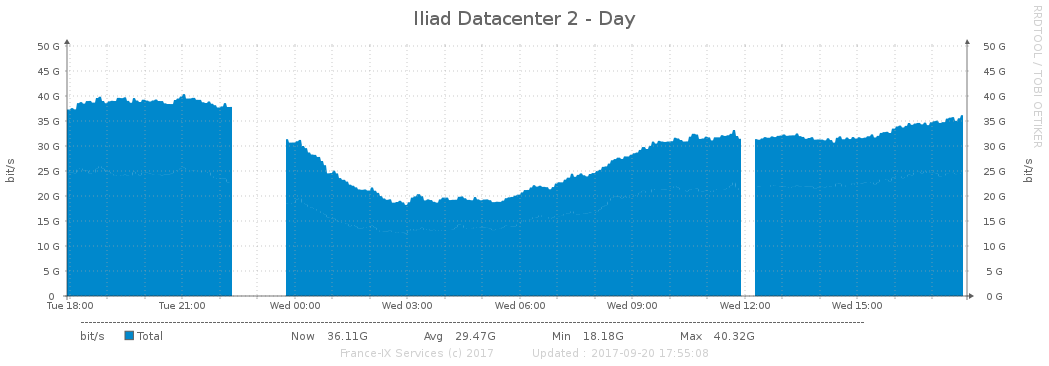 Iliad Datacenter 2 - Day
RRDTOOL / TOBI OETIKER
50 G 50 G
45 G 45 G
40 G 40 G
35 G 35 G
30 G 30 G
25 G 25 G
20 G 20 G
15 G 15 G
10 G 10 G
5 G 5 G
0 0 G
bit/s
bit/s
Tue 18:00 Tue 21:00 Wed 00:00 Wed 03:00 Wed 06:00 Wed 09:00 Wed 12:00 Wed 15:00
bit/s Total Now 36.11G Avg 29.47G Min 18.18G Max 40.32G
France-IX Services (c) 2017 Updated : 2017-09-20 17:55:08